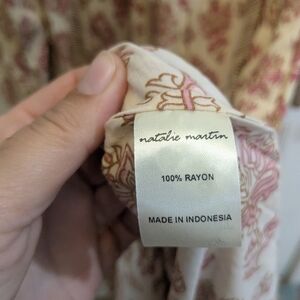 natalie martin
100% RAYON
MADE IN INDONESIA